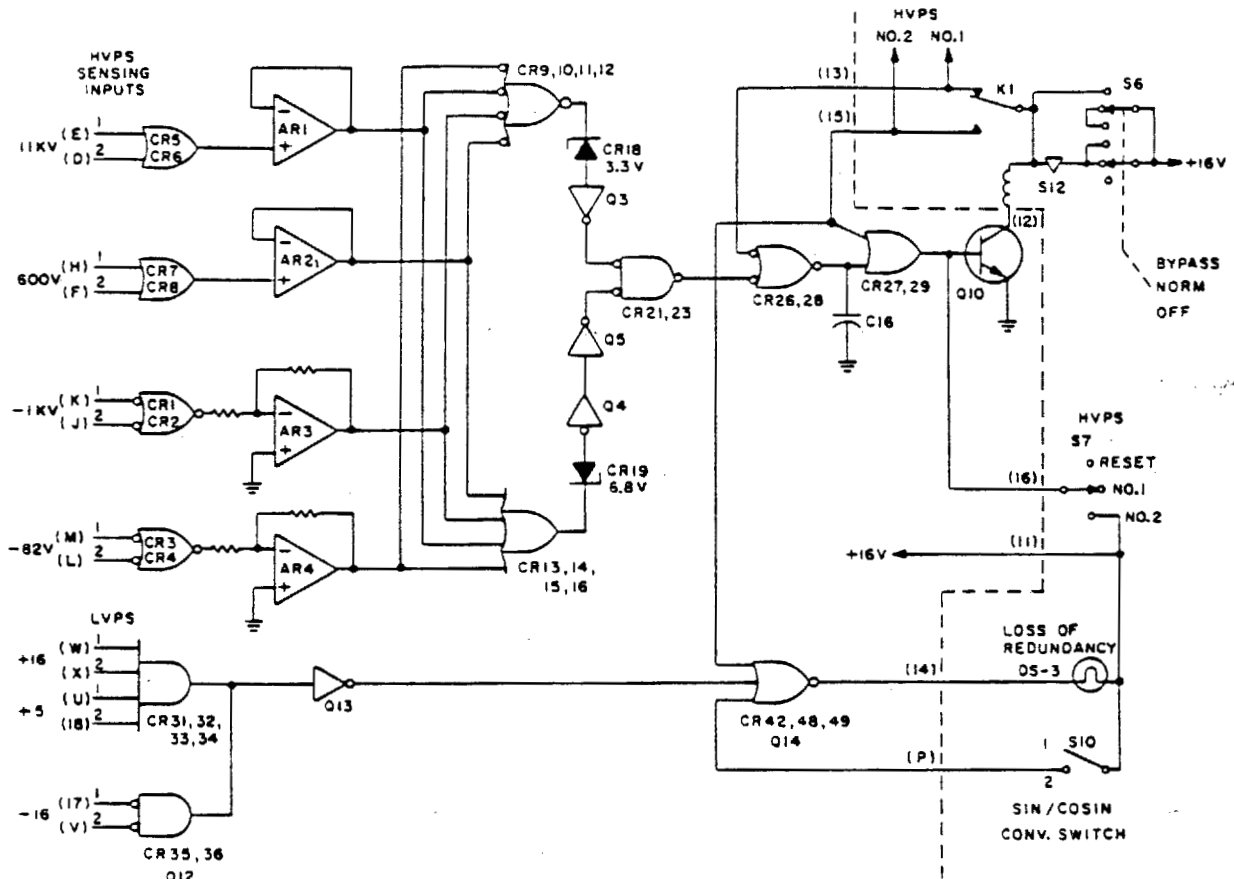 HVPS
SENSING
INPUTS
(E) 1
11KV
(D) 2
CR5
CR6
AR1
−
+
(H) 1
600V
(F) 2
CR7
CR8
AR2
−
+
(K) 1
-1KV
(J) 2
CR1
CR2
AR3
−
+
(M) 1
-82V
(L) 2
CR3
CR4
AR4
−
+
LVPS
(W) 1
+16
(X) 2
(U) 1
+5
(18) 2
CR31, 32,
33, 34
(17) 1
-16
(V) 2
CR35, 36
Q12
Q13
CR9, 10, 11, 12
CR18
3.3 V
Q3
CR21, 23
Q5
Q4
CR19
6.8 V
CR13, 14,
15, 16
HVPS
NO.2 NO.1
(13)
(15)
K1
S6
+16V
S12
(12)
CR26, 28
CR27, 29
Q10
C16
BYPASS
NORM
OFF
HVPS
S7
RESET
(16)
NO.1
NO.2
+16V
(11)
LOSS OF
REDUNDANCY
DS-3
(14)
CR42, 48, 49
Q14
(P)
1 S10
2
SIN/COSIN
CONV. SWITCH